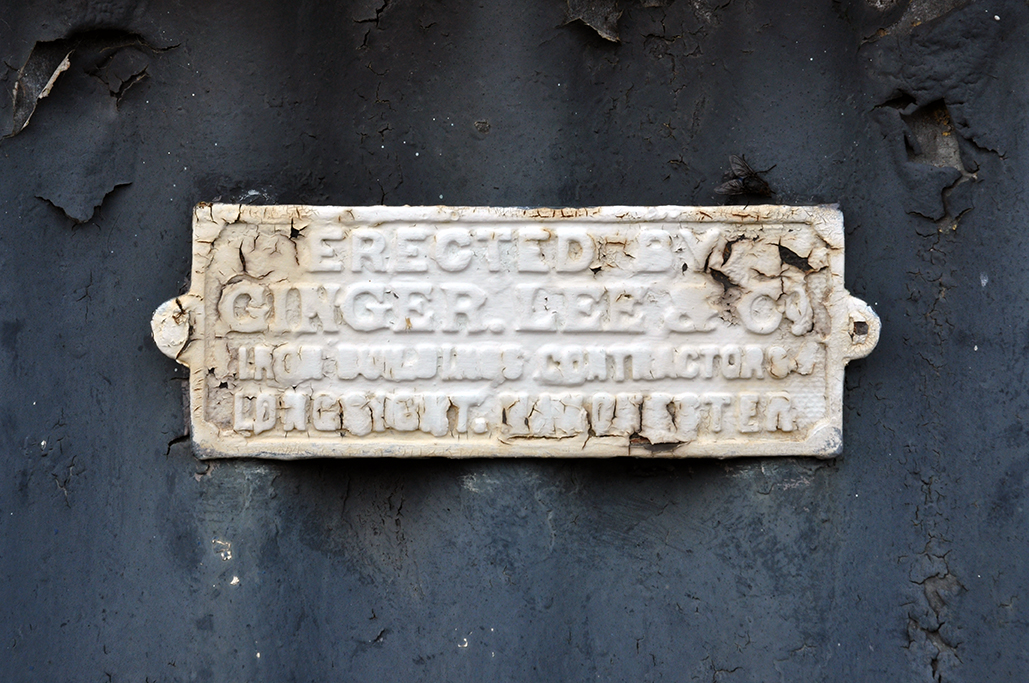 ERECTED BY
GINGER. LEE & Co.
IRON BUILDINGS CONTRACTORS
LONGSIGHT. MANCHESTER.